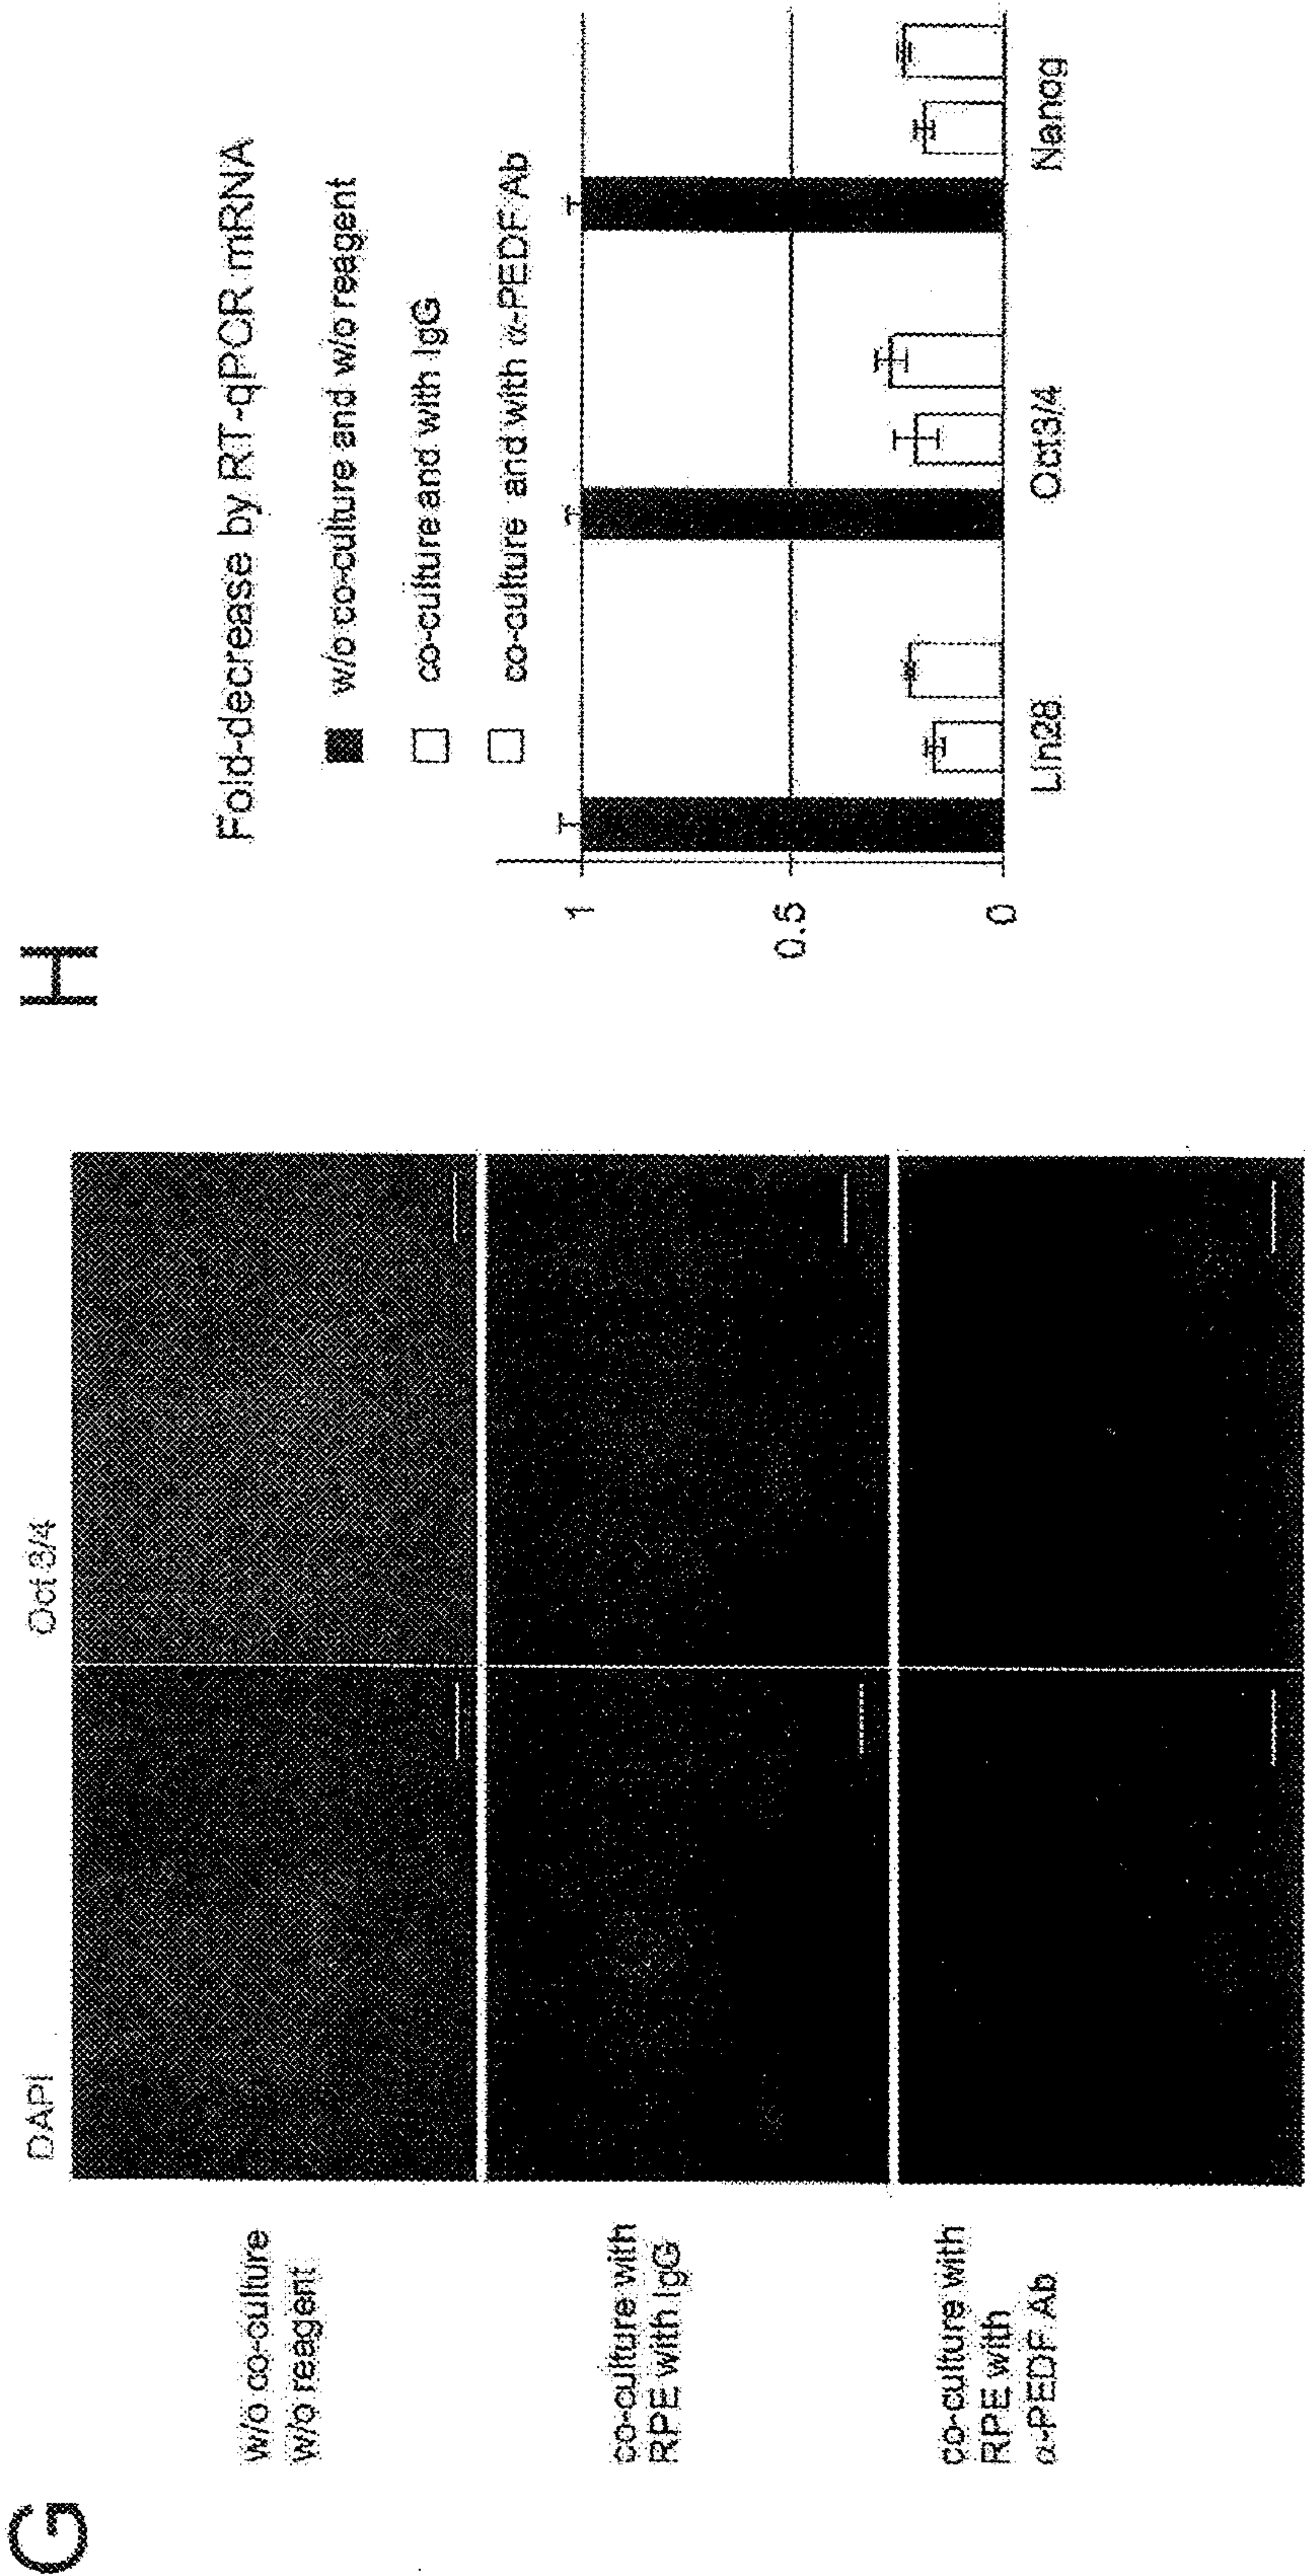 G
DAPI
Oct 3/4
w/o co-culture
w/o reagent
co-culture with
RPE with IgG
co-culture with
RPE with
α-PEDF Ab
H
Fold-decrease by RT-qPCR mRNA
w/o co-culture and w/o reagent
co-culture and with IgG
co-culture and with α-PEDF Ab
1
0.5
0
Lin28
Oct3/4
Nanog